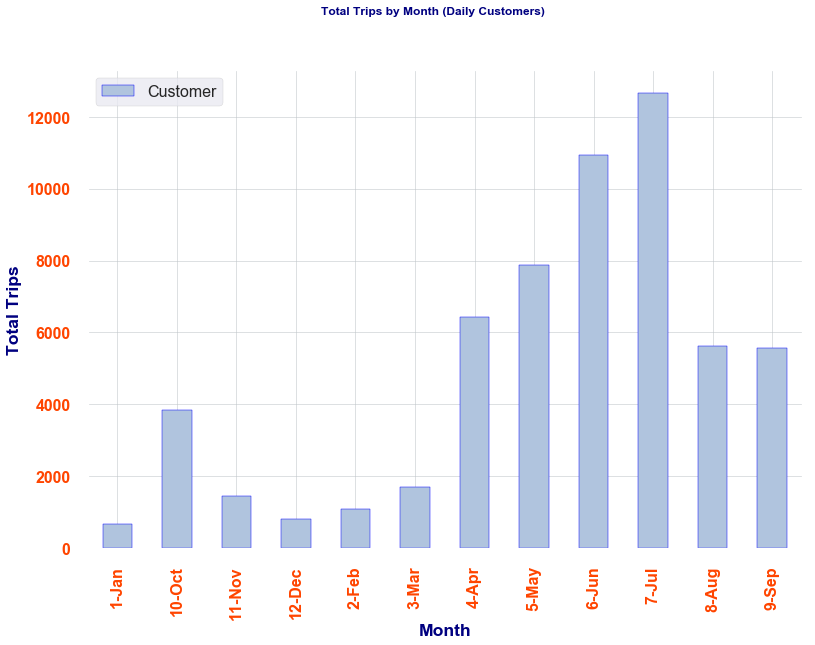 Total Trips by Month (Daily Customers)
Customer
12000
10000
8000
6000
4000
2000
0
Total Trips
1-Jan
10-Oct
11-Nov
12-Dec
2-Feb
3-Mar
4-Apr
5-May
6-Jun
7-Jul
8-Aug
9-Sep
Month